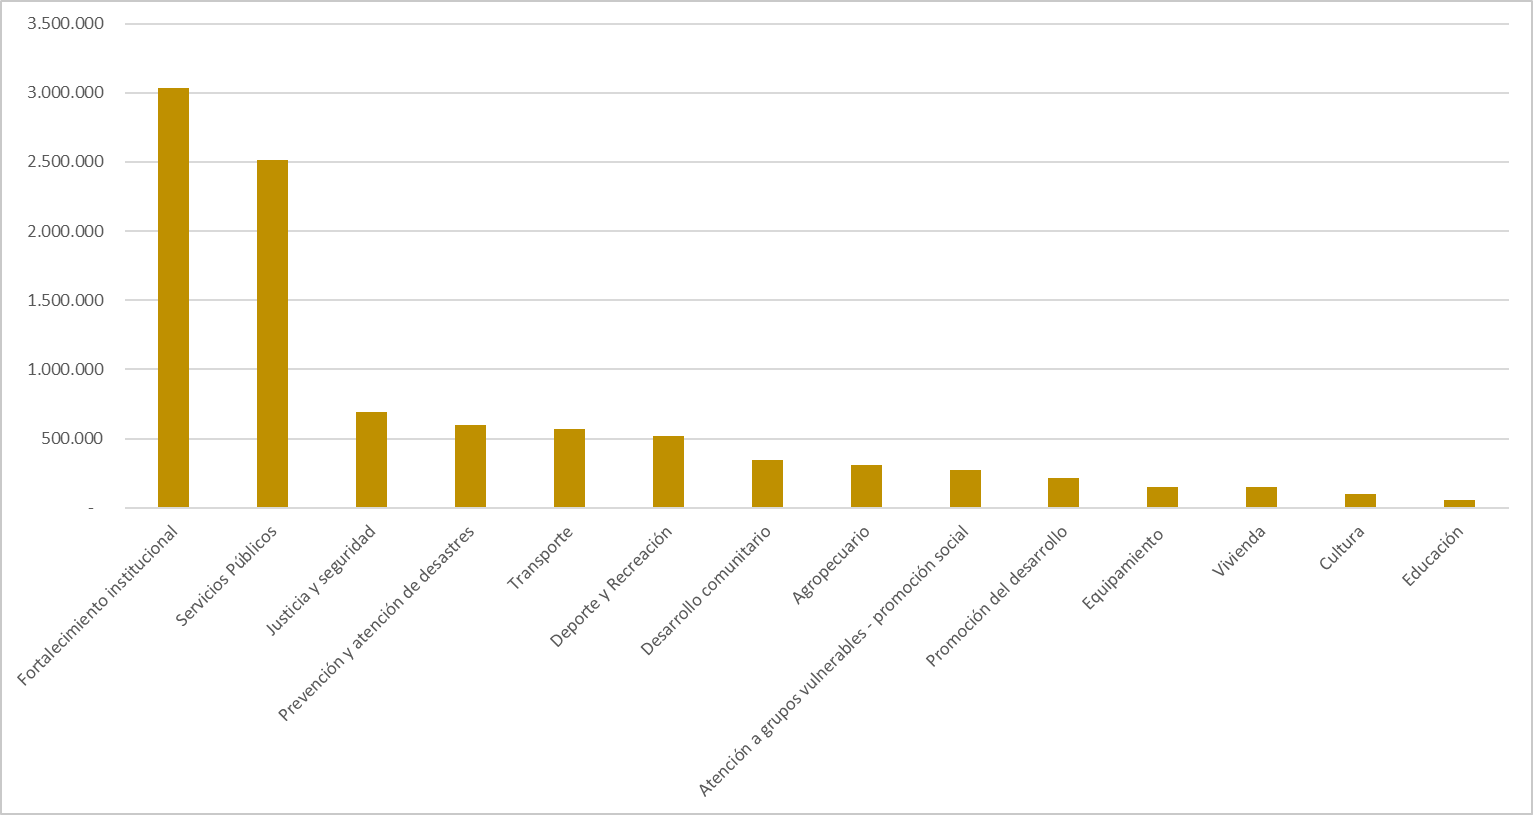 3.500.000
3.000.000
2.500.000
2.000.000
1.500.000
1.000.000
500.000
-
Fortalecimiento institucional
Servicios Públicos
Justicia y seguridad
Prevención y atención de desastres
Transporte
Deporte y Recreación
Desarrollo comunitario
Agropecuario
Atención a grupos vulnerables - promoción social
Promoción del desarrollo
Equipamiento
Vivienda
Cultura
Educación